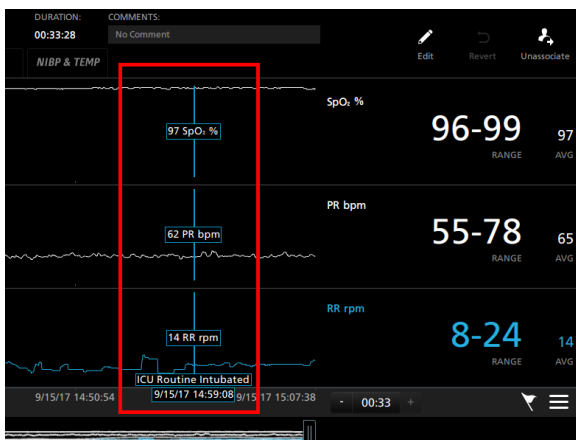 DURATION: COMMENTS:
00:33:28 No Comment
Edit Revert Unassociate
NIBP & TEMP
SpO₂ %
97 SpO₂ %
96-99 97
RANGE AVG
PR bpm
62 PR bpm
55-78 65
RANGE AVG
RR rpm
14 RR rpm
8-24 14
RANGE AVG
ICU Routine Intubated
9/15/17 14:50:54 9/15/17 14:59:08 9/15/17 15:07:38 - 00:33 +